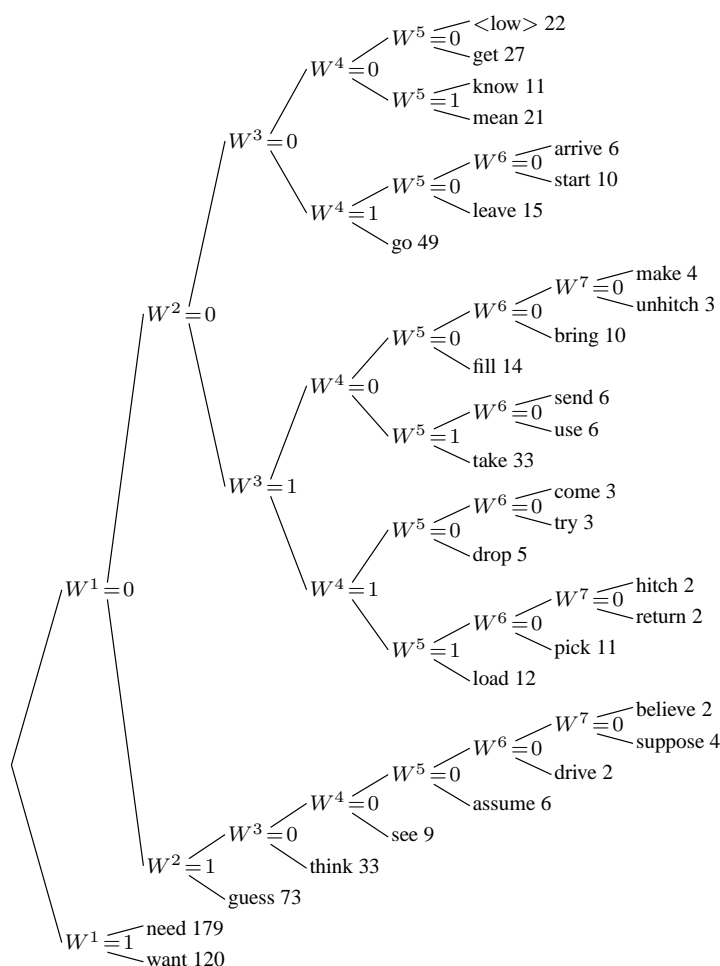 <low> 22
W⁵=0
get 27
W⁴=0
know 11
W⁵=1
mean 21
W³=0
arrive 6
W⁶=0
start 10
W⁵=0
leave 15
W⁴=1
go 49
make 4
W⁷=0
unhitch 3
W⁶=0
bring 10
W²=0
W⁵=0
fill 14
W⁴=0
send 6
W⁶=0
use 6
W⁵=1
take 33
W³=1
come 3
W⁶=0
try 3
W⁵=0
drop 5
W¹=0
W⁴=1
hitch 2
W⁷=0
return 2
W⁶=0
pick 11
W⁵=1
load 12
believe 2
W⁷=0
suppose 4
W⁶=0
drive 2
W⁵=0
assume 6
W⁴=0
see 9
W³=0
think 33
W²=1
guess 73
need 179
W¹=1
want 120